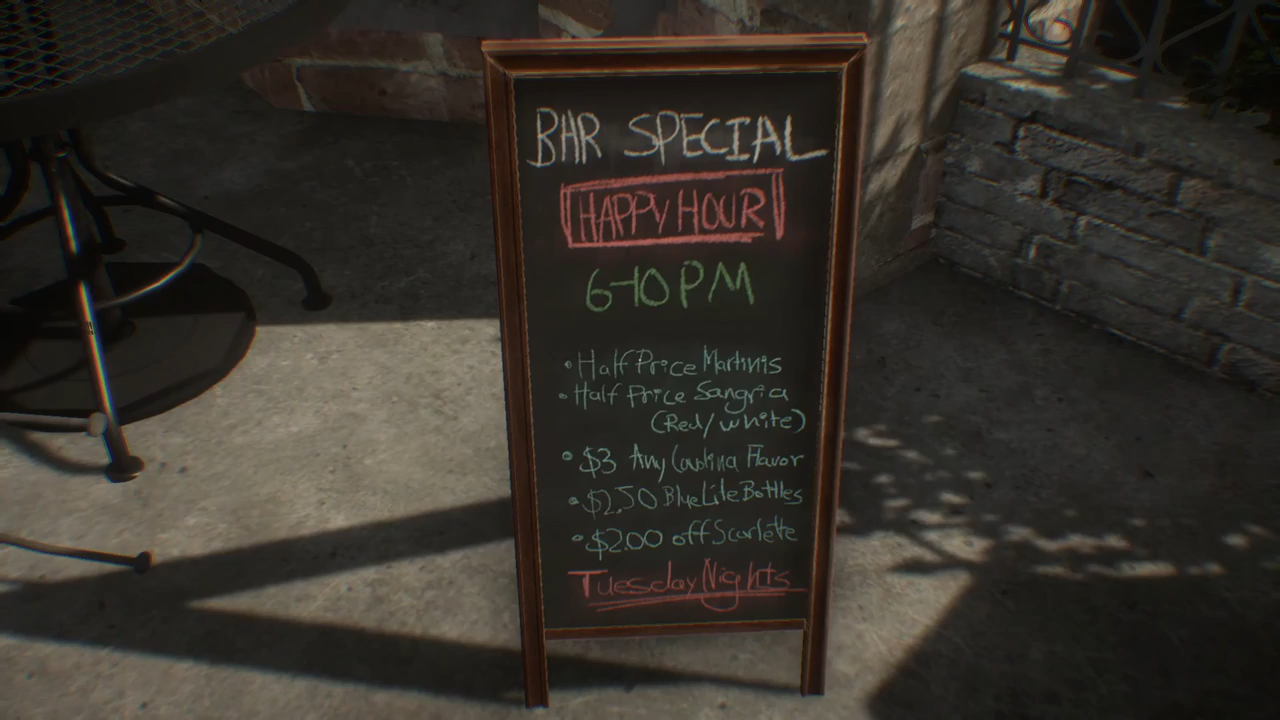 BAR SPECIAL
HAPPY HOUR
6-10 PM
• Half Price Martinis
• Half Price Sangria
(Red/white)
• $3 Any Flavor
• $2.50 Blue Lite Bottles
• $2.00 off Scarlette
Tuesday Nights